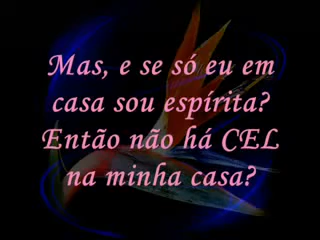 Mas, e se só eu em
casa sou espírita?
Então não há CEL
na minha casa?